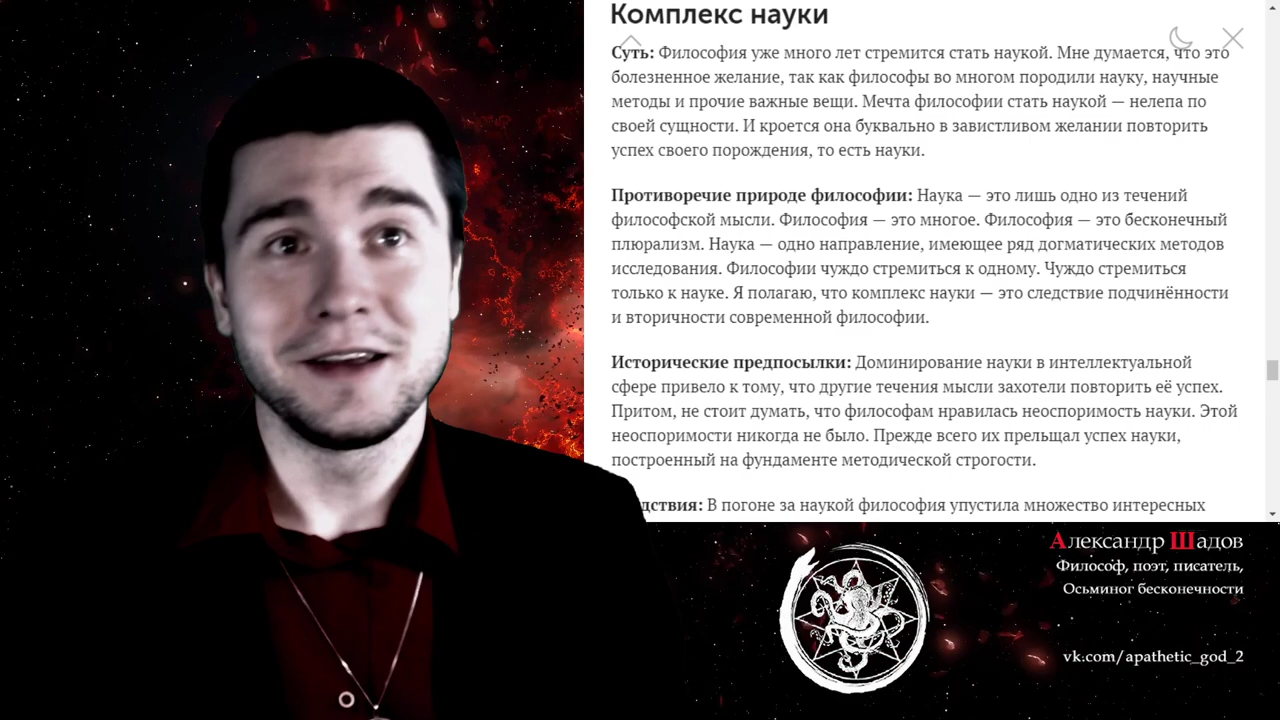 Комплекс науки
Суть: Философия уже много лет стремится стать наукой. Мне думается, что это
болезненное желание, так как философы во многом породили науку, научные
методы и прочие важные вещи. Мечта философии стать наукой — нелепа по
своей сущности. И кроется она буквально в завистливом желании повторить
успех своего порождения, то есть науки.
Противоречие природе философии: Наука — это лишь одно из течений
философской мысли. Философия — это многое. Философия — это бесконечный
плюрализм. Наука — одно направление, имеющее ряд догматических методов
исследования. Философии чуждо стремиться к одному. Чуждо стремиться
только к науке. Я полагаю, что комплекс науки — это следствие подчинённости
и вторичности современной философии.
Исторические предпосылки: Доминирование науки в интеллектуальной
сфере привело к тому, что другие течения мысли захотели повторить её успех.
Притом, не стоит думать, что философам нравилась неоспоримость науки. Этой
неоспоримости никогда не было. Прежде всего их прельщал успех науки,
построенный на фундаменте методической строгости.
дствия: В погоне за наукой философия упустила множество интересных
Александр Шадов
Философ, поэт, писатель,
Осьминог бесконечности
vk.com/apathetic_god_2